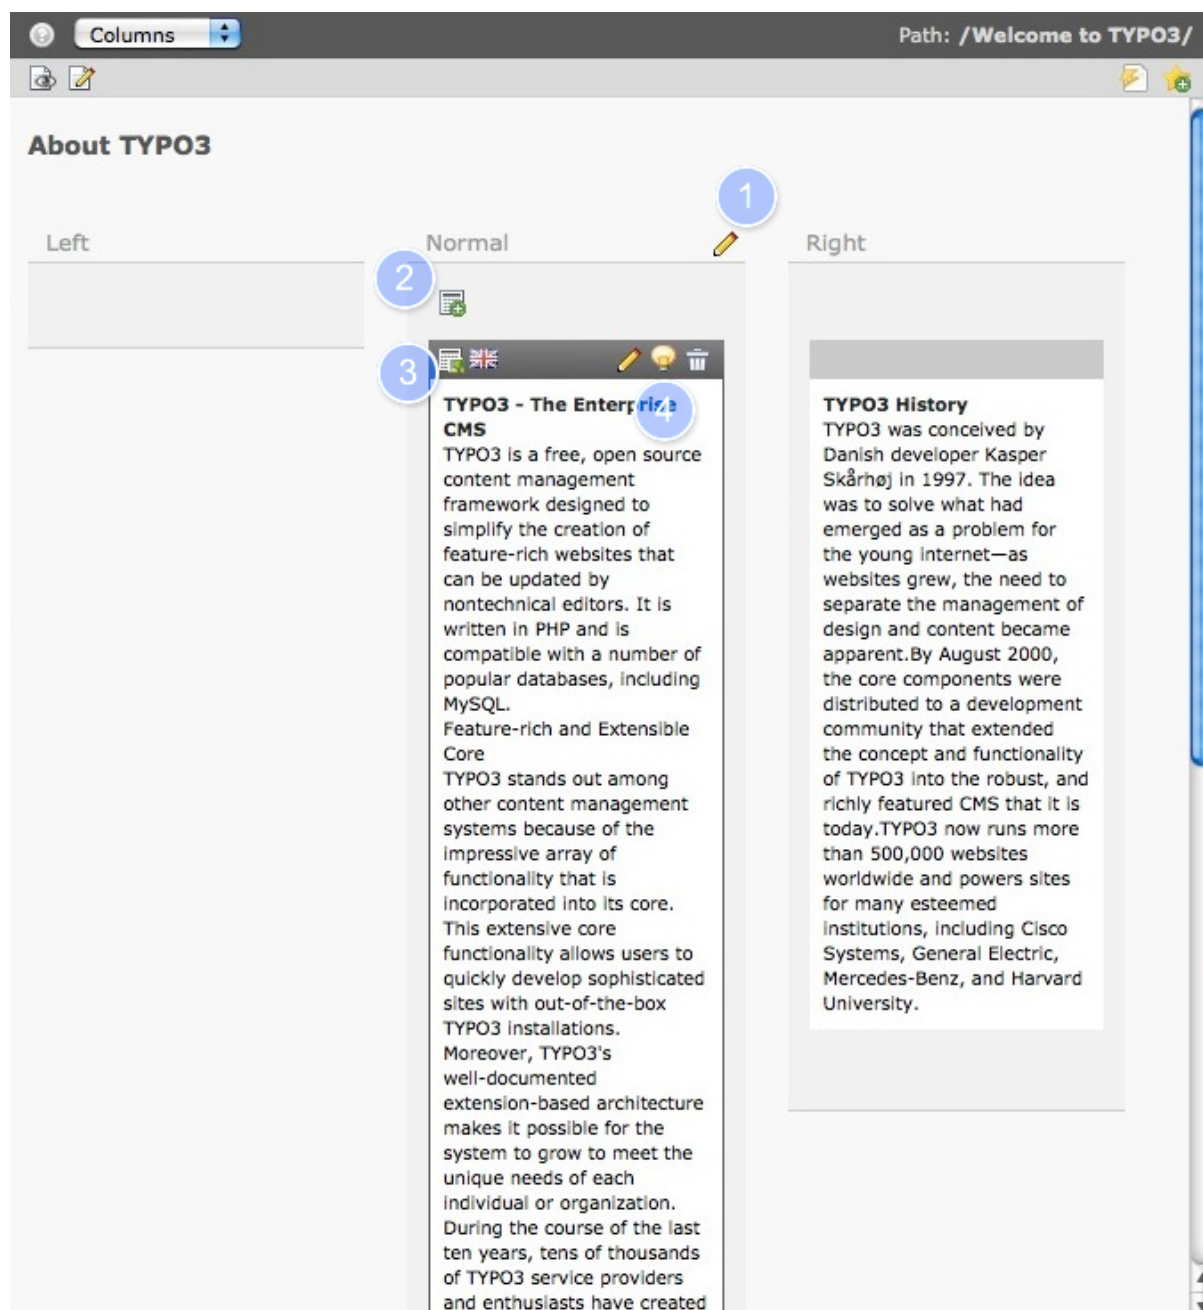 Columns
Path: /Welcome to TYPO3/
About TYPO3
1
Left
Normal
Right
2
3
4
TYPO3 - The Enterprise
CMS
TYPO3 is a free, open source
content management
framework designed to
simplify the creation of
feature-rich websites that
can be updated by
nontechnical editors. It is
written in PHP and is
compatible with a number of
popular databases, including
MySQL.
Feature-rich and Extensible
Core
TYPO3 stands out among
other content management
systems because of the
impressive array of
functionality that is
incorporated into its core.
This extensive core
functionality allows users to
quickly develop sophisticated
sites with out-of-the-box
TYPO3 installations.
Moreover, TYPO3's
well-documented
extension-based architecture
makes it possible for the
system to grow to meet the
unique needs of each
individual or organization.
During the course of the last
ten years, tens of thousands
of TYPO3 service providers
and enthusiasts have created
TYPO3 History
TYPO3 was conceived by
Danish developer Kasper
Skårhøj in 1997. The idea
was to solve what had
emerged as a problem for
the young internet—as
websites grew, the need to
separate the management of
design and content became
apparent.By August 2000,
the core components were
distributed to a development
community that extended
the concept and functionality
of TYPO3 into the robust, and
richly featured CMS that it is
today.TYPO3 now runs more
than 500,000 websites
worldwide and powers sites
for many esteemed
institutions, including Cisco
Systems, General Electric,
Mercedes-Benz, and Harvard
University.